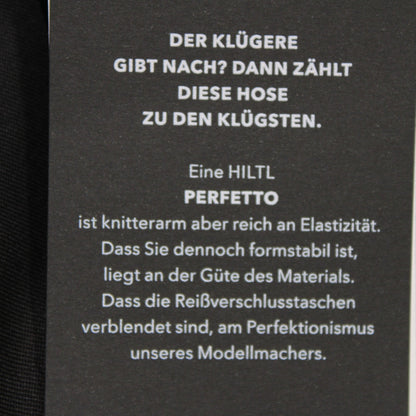 DER KLÜGERE
GIBT NACH? DANN ZÄHLT
DIESE HOSE
ZU DEN KLÜGSTEN.
Eine HILTL
PERFETTO
ist knitterarm aber reich an Elastizität.
Dass Sie dennoch formstabil ist,
liegt an der Güte des Materials.
Dass die Reißverschlusstaschen
verblendet sind, am Perfektionismus
unseres Modellmachers.